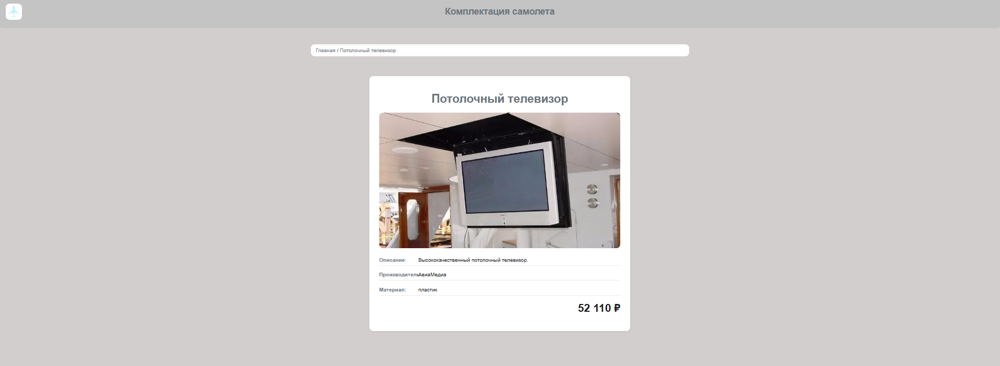 Комплектация самолета
Главная / Потолочный телевизор
Потолочный телевизор
Описание: Высококачественный потолочный телевизор.
Производитель: АвиаМедиа
Материал: пластик
52 110 ₽